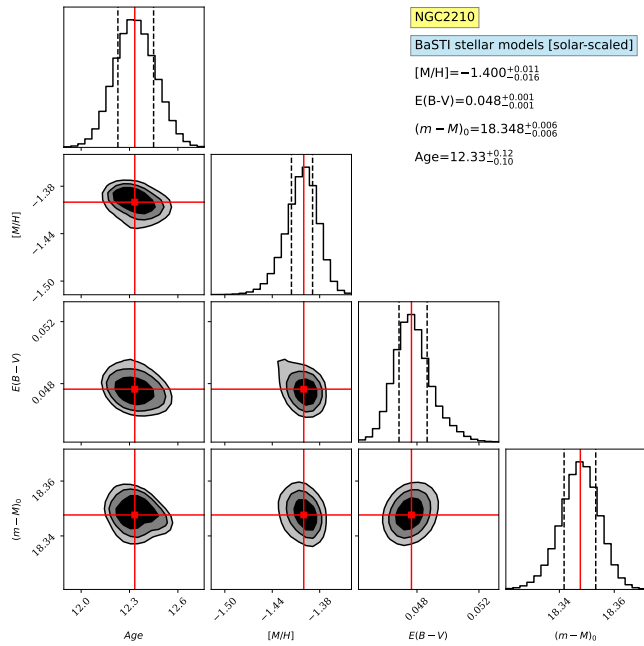 NGC2210
BaSTI stellar models [solar-scaled]
[M/H]=−1.400+0.011−0.016
E(B-V)=0.048+0.001−0.001
(m − M)0=18.348+0.006−0.006
Age=12.33+0.12−0.10
−1.38
−1.44
−1.50
[M/H]
0.052
0.048
E(B − V)
18.36
18.34
(m − M)0
12.0
12.3
12.6
Age
−1.50
−1.44
−1.38
[M/H]
0.048
0.052
E(B − V)
18.34
18.36
(m − M)0